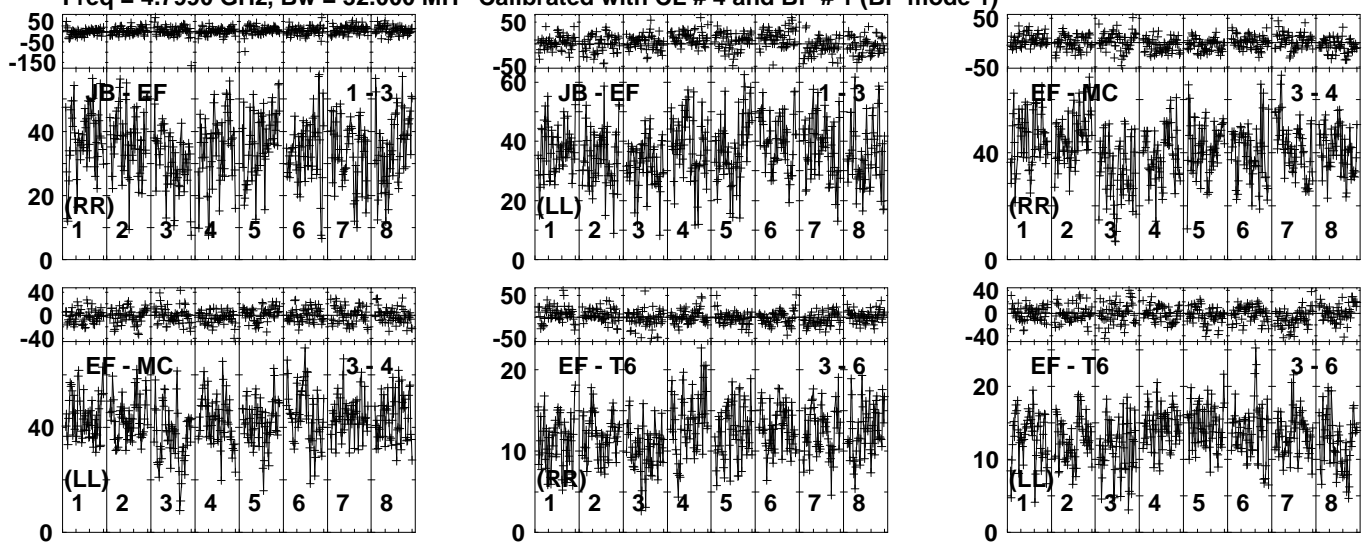 Calibrated with CL # 4 and BP # 1 (BP mode 1)
50 -50 -150
JB - EF 1 - 3
40 20 0
(RR)
1 2 3 4 5 6 7 8
50 -50
60 40 20 0
JB - EF 1 - 3
(LL)
1 2 3 4 5 6 7 8
50 -50
EF - MC 3 - 4
40 0
(RR)
1 2 3 4 5 6 7 8
40 0 -40
EF - MC 3 - 4
40 0
(LL)
1 2 3 4 5 6 7 8
50 -50
EF - T6 3 - 6
20 10 0
(RR)
1 2 3 4 5 6 7 8
40 0 -40
EF - T6 3 - 6
20 10 0
(LL)
1 2 3 4 5 6 7 8